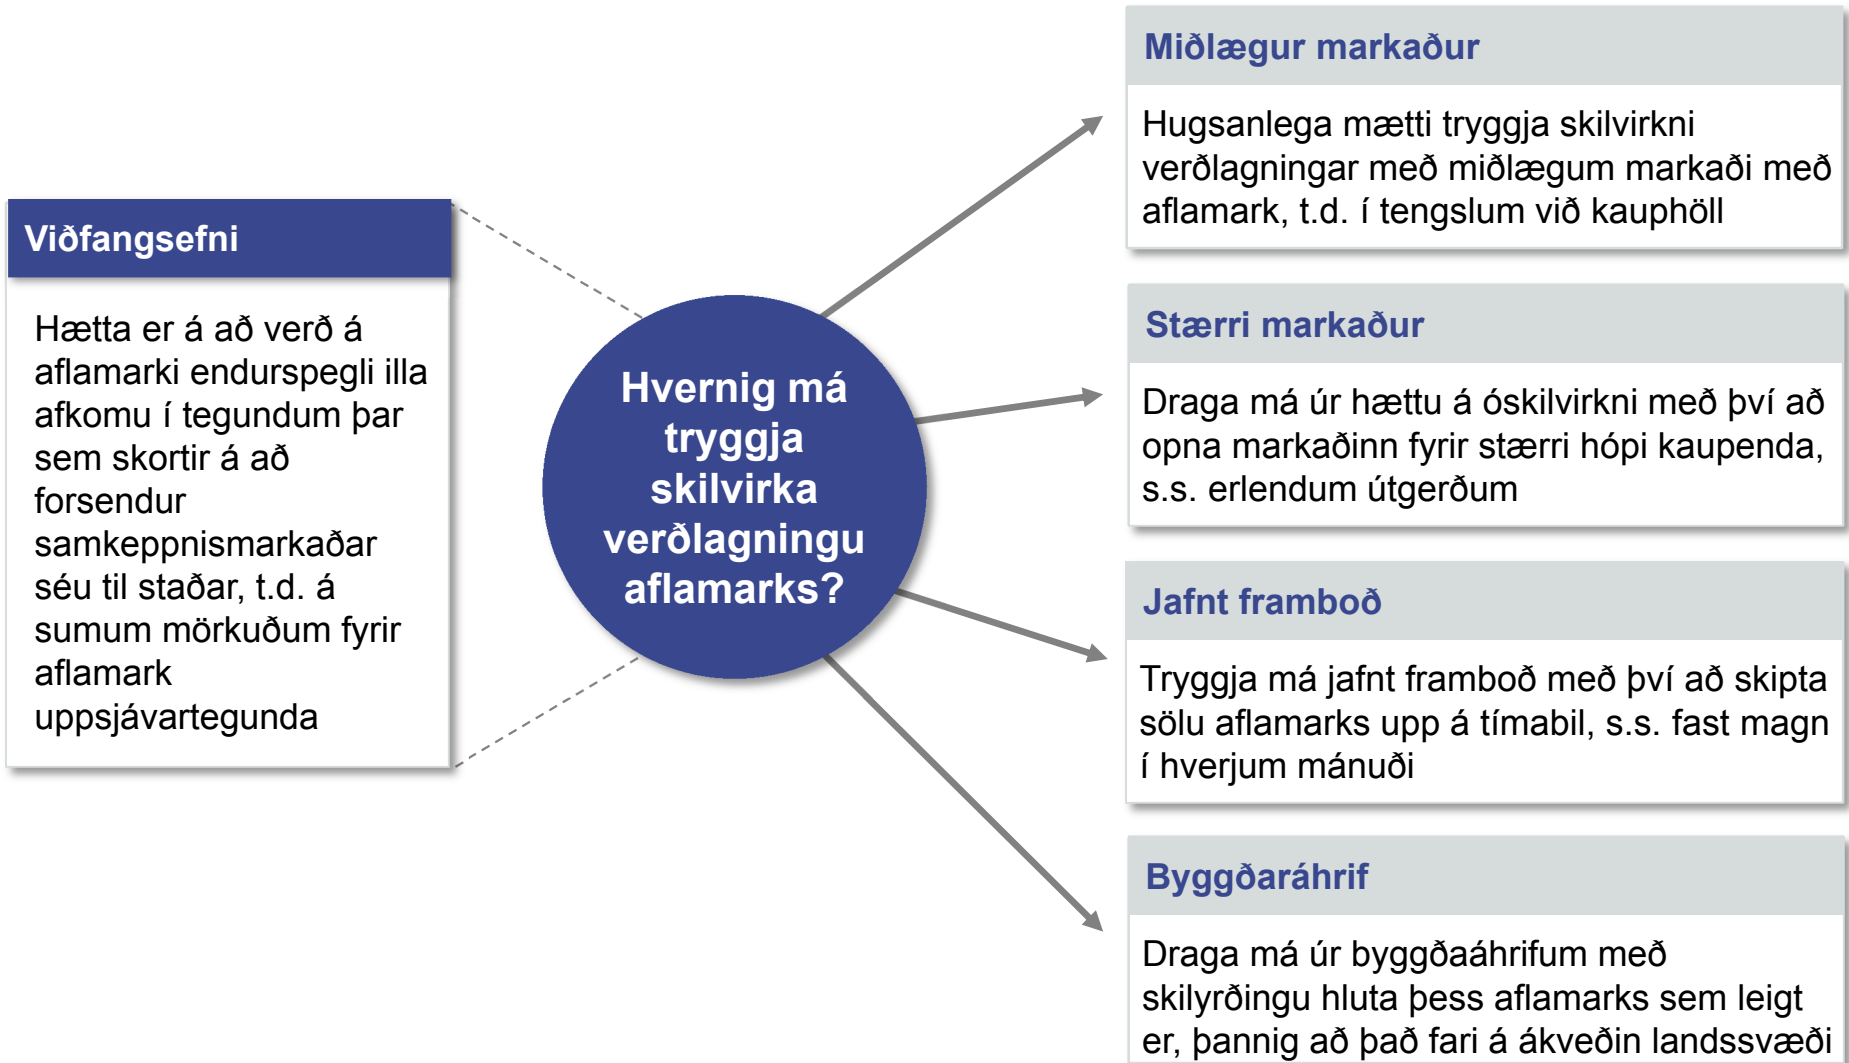 Viðfangsefni
Hætta er á að verð á
aflamarki endurspegli illa
afkomu í tegundum þar
sem skortir á að
forsendur
samkeppnismarkaðar
séu til staðar, t.d. á
sumum mörkuðum fyrir
aflamark
uppsjávartegunda
Hvernig má
tryggja
skilvirka
verðlagningu
aflamarks?
Miðlægur markaður
Hugsanlega mætti tryggja skilvirkni
verðlagningar með miðlægum markaði með
aflamark, t.d. í tengslum við kauphöll
Stærri markaður
Draga má úr hættu á óskilvirkni með því að
opna markaðinn fyrir stærri hópi kaupenda,
s.s. erlendum útgerðum
Jafnt framboð
Tryggja má jafnt framboð með því að skipta
sölu aflamarks upp á tímabil, s.s. fast magn
í hverjum mánuði
Byggðaráhrif
Draga má úr byggðaáhrifum með
skilyrðingu hluta þess aflamarks sem leigt
er, þannig að það fari á ákveðin landssvæði